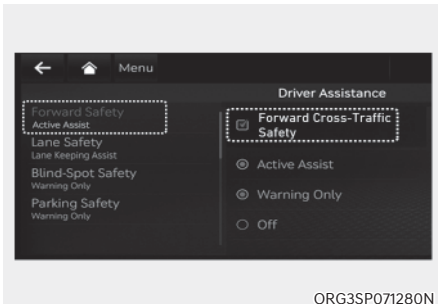 Menu
Driver Assistance
Forward Safety
Active Assist
Lane Safety
Lane Keeping Assist
Blind-Spot Safety
Warning Only
Parking Safety
Warning Only
Forward Cross-Traffic
Safety
Active Assist
Warning Only
Off
ORG3SP071280N